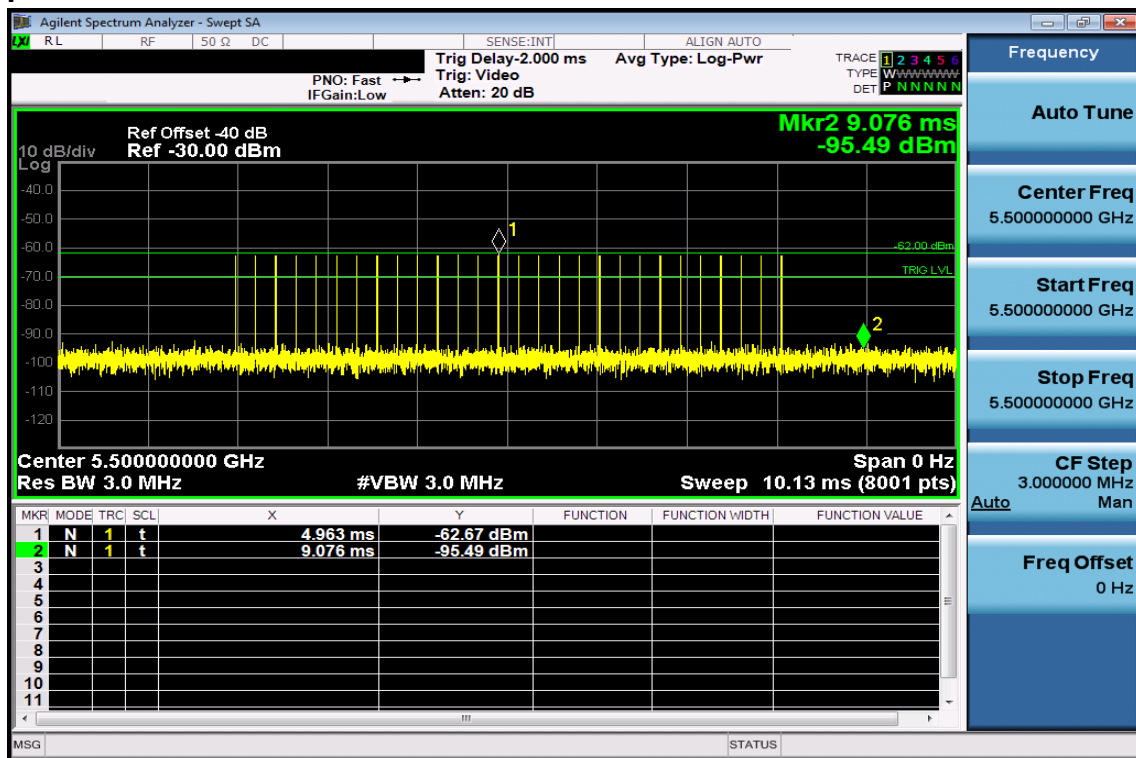 Agilent Spectrum Analyzer - Swept SA
LXI RL RF 50 Ω DC SENSE:INT ALIGN AUTO
Trig Delay-2.000 ms Avg Type: Log-Pwr TRACE 1 2 3 4 5 6
PNO: Fast Trig: Video TYPE WWWWWW
IFGain:Low Atten: 20 dB DET P N N N N N
Mkr2 9.076 ms
-95.49 dBm
Ref Offset -40 dB
10 dB/div Ref -30.00 dBm
Log
-40.0
-50.0
1
-60.0
-62.00 dBm
-70.0
TRIG LVL
-80.0
-90.0
2
-100
-110
-120
Center 5.500000000 GHz Span 0 Hz
Res BW 3.0 MHz #VBW 3.0 MHz Sweep 10.13 ms (8001 pts)
MKR MODE TRC SCL X Y FUNCTION FUNCTION WIDTH FUNCTION VALUE
1 N 1 t 4.963 ms -62.67 dBm
2 N 1 t 9.076 ms -95.49 dBm
3
4
5
6
7
8
9
10
11
MSG STATUS
Frequency
Auto Tune
Center Freq
5.500000000 GHz
Start Freq
5.500000000 GHz
Stop Freq
5.500000000 GHz
CF Step
3.000000 MHz
Auto Man
Freq Offset
0 Hz